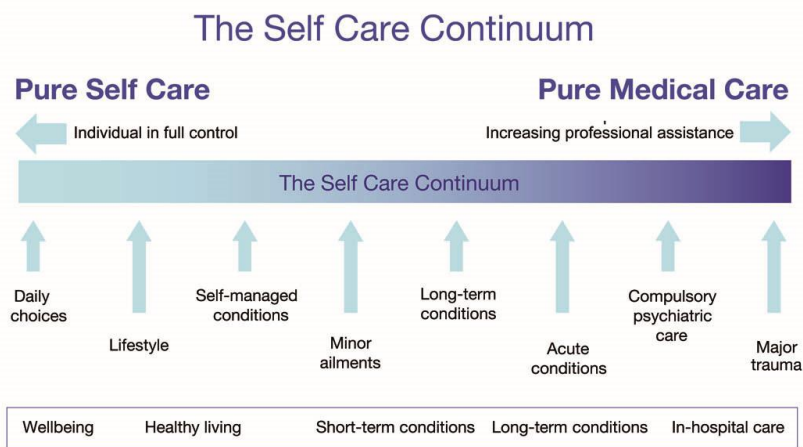 The Self Care Continuum
Pure Self Care
Pure Medical Care
Individual in full control
Increasing professional assistance
The Self Care Continuum
Daily
choices
Lifestyle
Self-managed
conditions
Minor
ailments
Long-term
conditions
Acute
conditions
Compulsory
psychiatric
care
Major
trauma
Wellbeing
Healthy living
Short-term conditions
Long-term conditions
In-hospital care